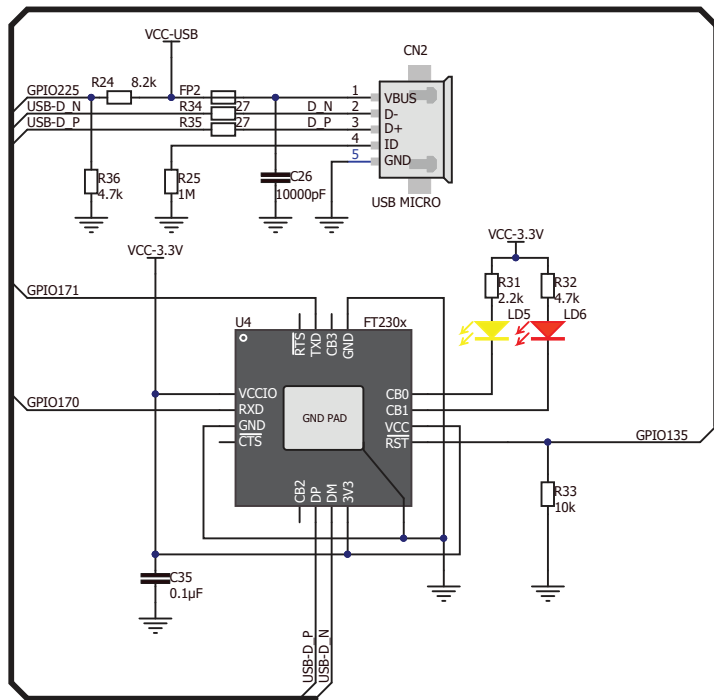 VCC-USB
CN2
R24 8.2k
GPIO225 FP2 1 VBUS
USB-D_N R34 27 D_N 2 D-
USB-D_P R35 27 D_P 3 D+
4 ID
5 GND
R36
4.7k
R25
1M
C26
10000pF
USB MICRO
VCC-3.3V
VCC-3.3V
R31
2.2k
R32
4.7k
LD5
LD6
GPIO171
U4
FT230x
RTS
TXD
CB3
GND
VCCIO
GPIO170
RXD
GND
CTS
GND PAD
CB0
CB1
VCC
RST
GPIO135
CB2
DP
DM
3V3
R33
10k
C35
0.1µF
USB-D_P
USB-D_N